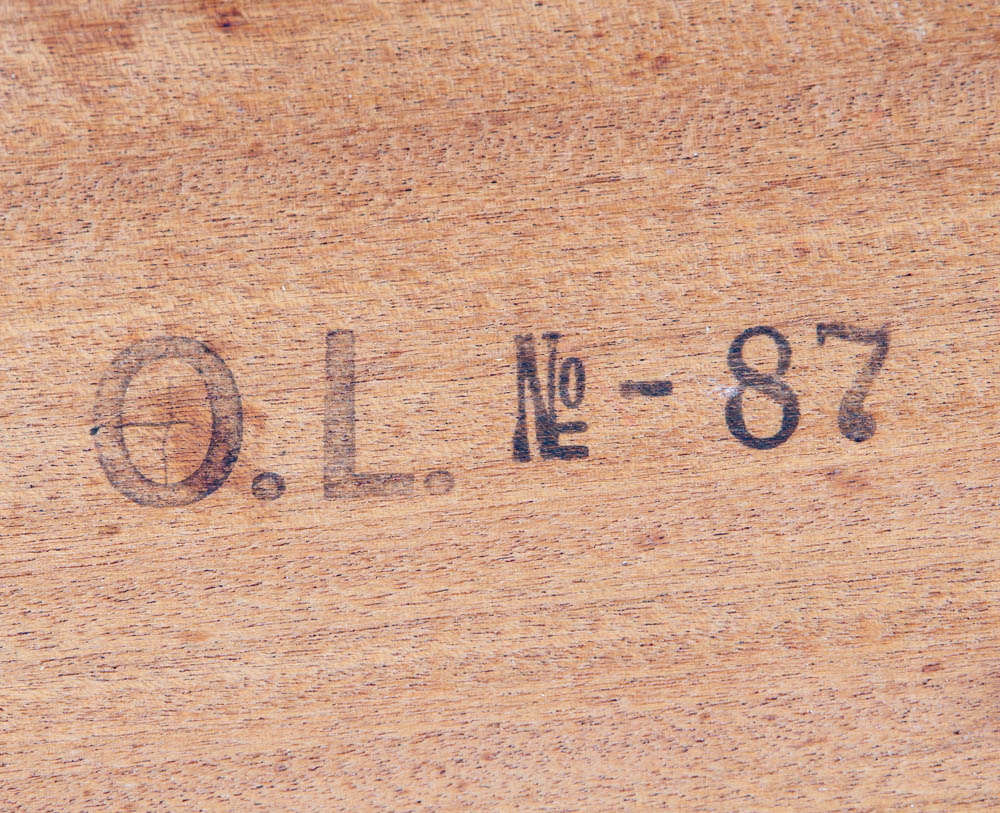 O.L. № - 87